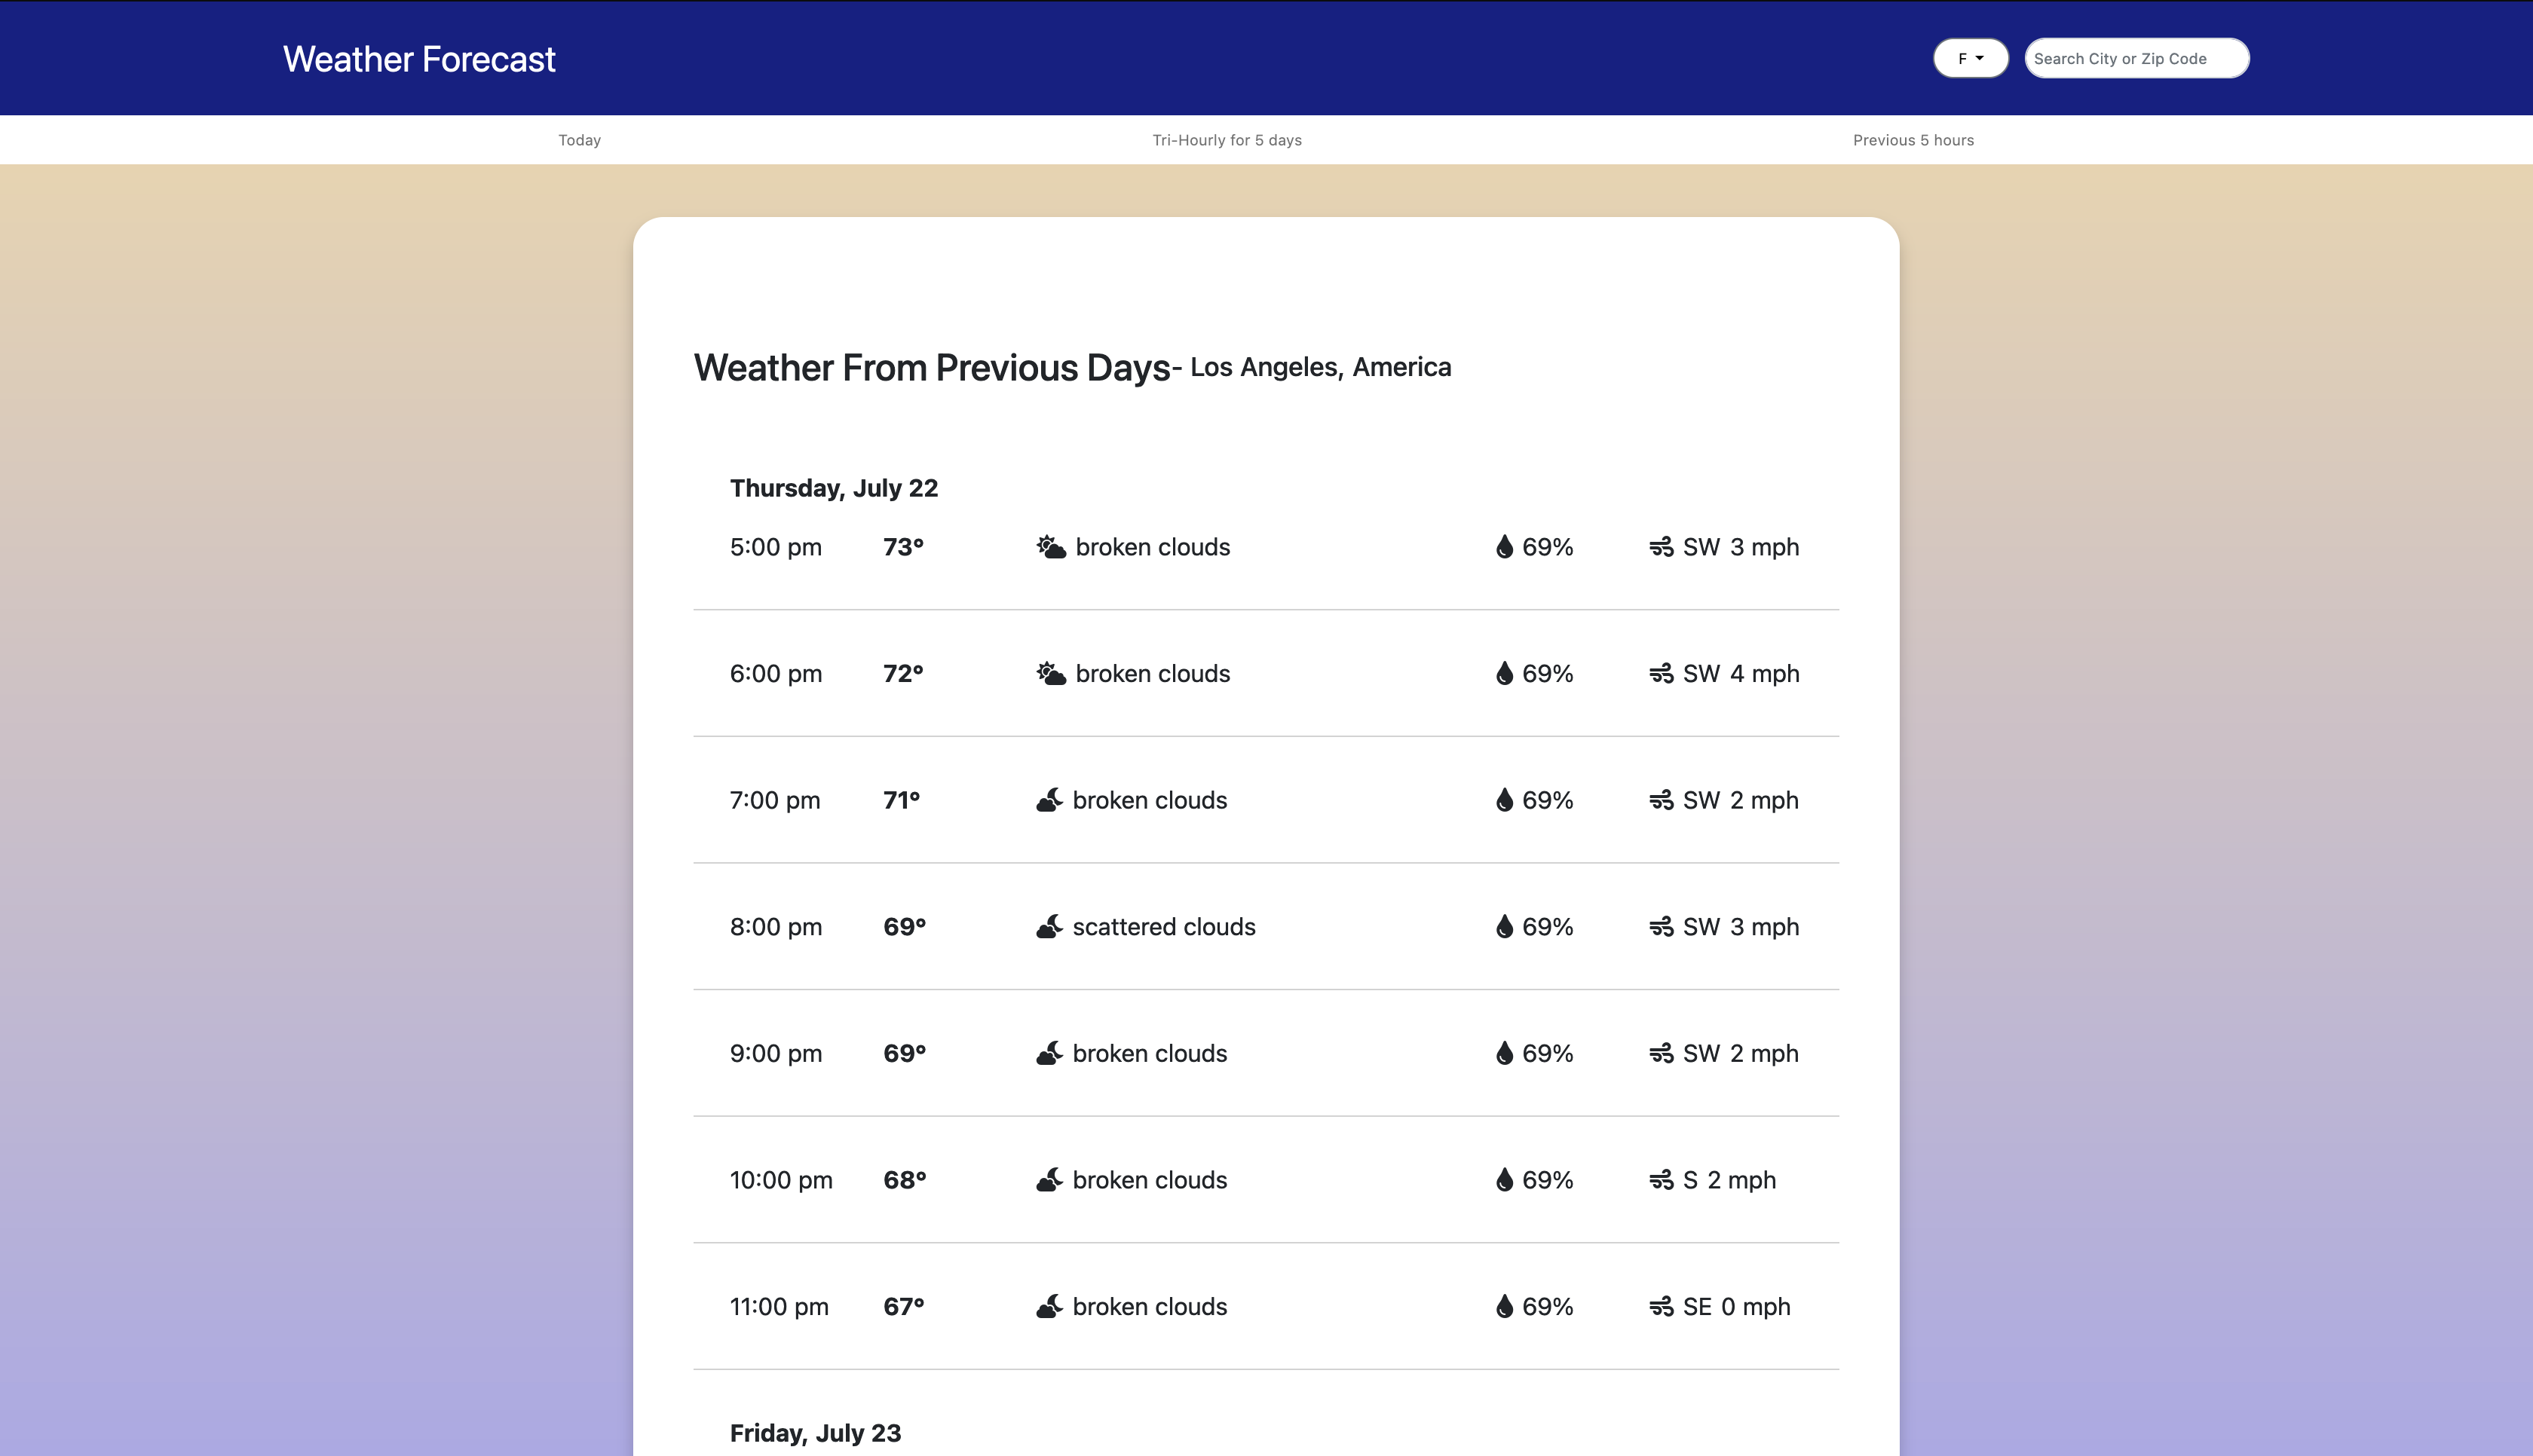 Weather Forecast
F
Search City or Zip Code
Today
Tri-Hourly for 5 days
Previous 5 hours
Weather From Previous Days- Los Angeles, America
Thursday, July 22
5:00 pm 73° broken clouds 69% SW 3 mph
6:00 pm 72° broken clouds 69% SW 4 mph
7:00 pm 71° broken clouds 69% SW 2 mph
8:00 pm 69° scattered clouds 69% SW 3 mph
9:00 pm 69° broken clouds 69% SW 2 mph
10:00 pm 68° broken clouds 69% S 2 mph
11:00 pm 67° broken clouds 69% SE 0 mph
Friday, July 23